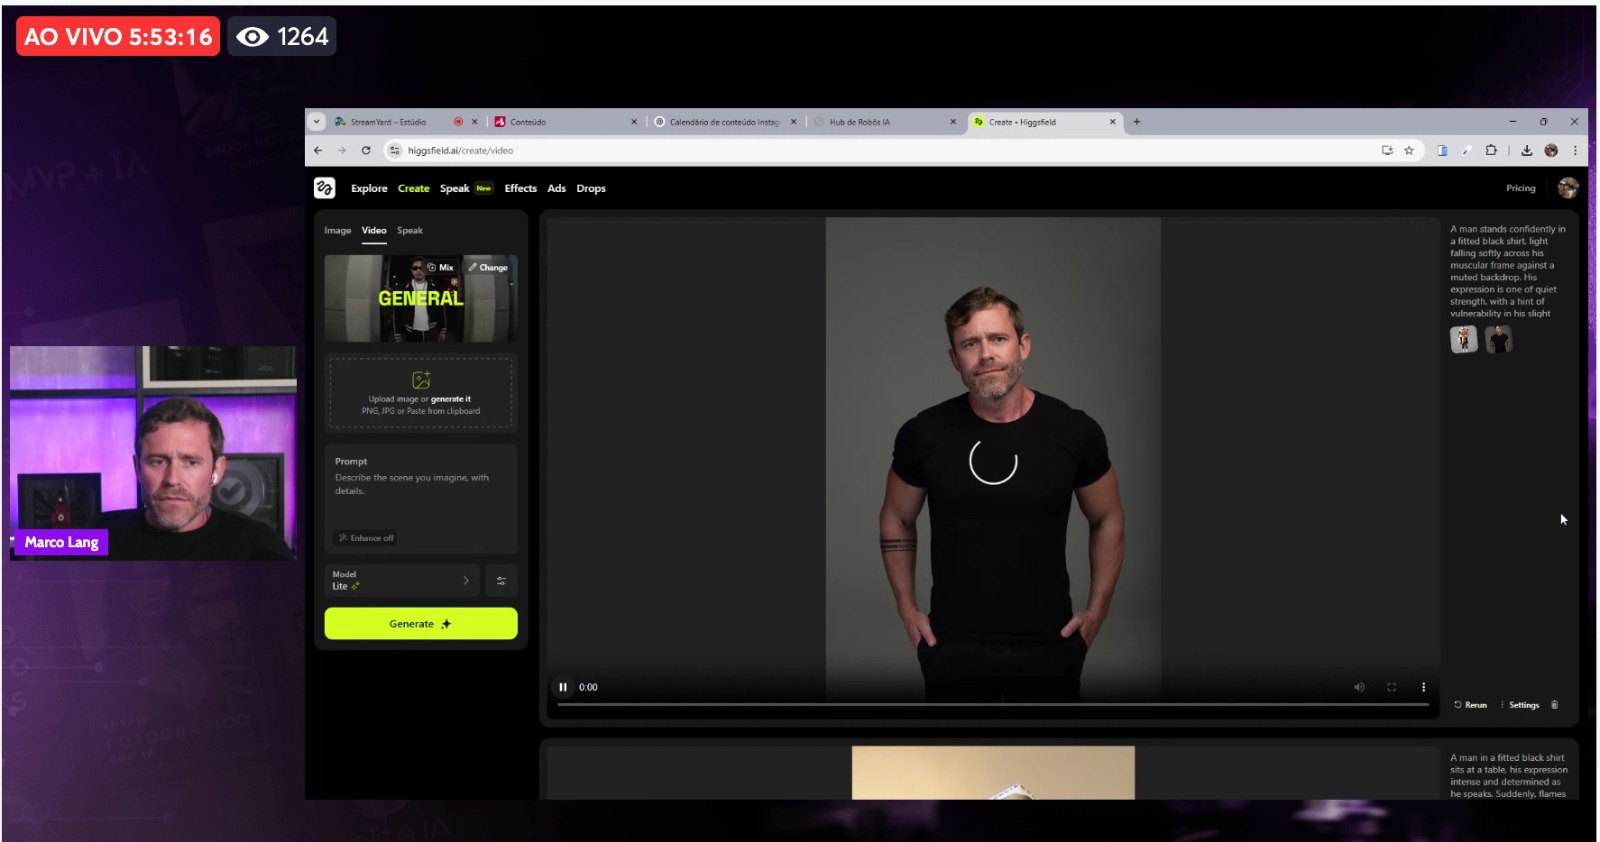 AO VIVO 5:53:16
1264
StreamYard – Estúdio
Conteúdo
Calendário de conteúdo Instag
Hub de Robôs IA
Create • Higgsfield
higgsfield.ai/create/video
Explore
Create
Speak
New
Effects
Ads
Drops
Pricing
Image
Video
Speak
Mix
Change
GENERAL
Upload image or generate it
PNG, JPG or Paste from clipboard
Prompt
Describe the scene you imagine, with
details.
Enhance off
Model
Lite
Generate
0:00
A man stands confidently in
a fitted black shirt, light
falling softly across his
muscular frame against a
muted backdrop. His
expression is one of quiet
strength, with a hint of
vulnerability in his slight
Rerun
Settings
A man in a fitted black shirt
sits at a table, his expression
intense and determined as
he speaks. Suddenly, flames
Marco Lang
MVP + IA
FOTOGRÁFICO
COM IA